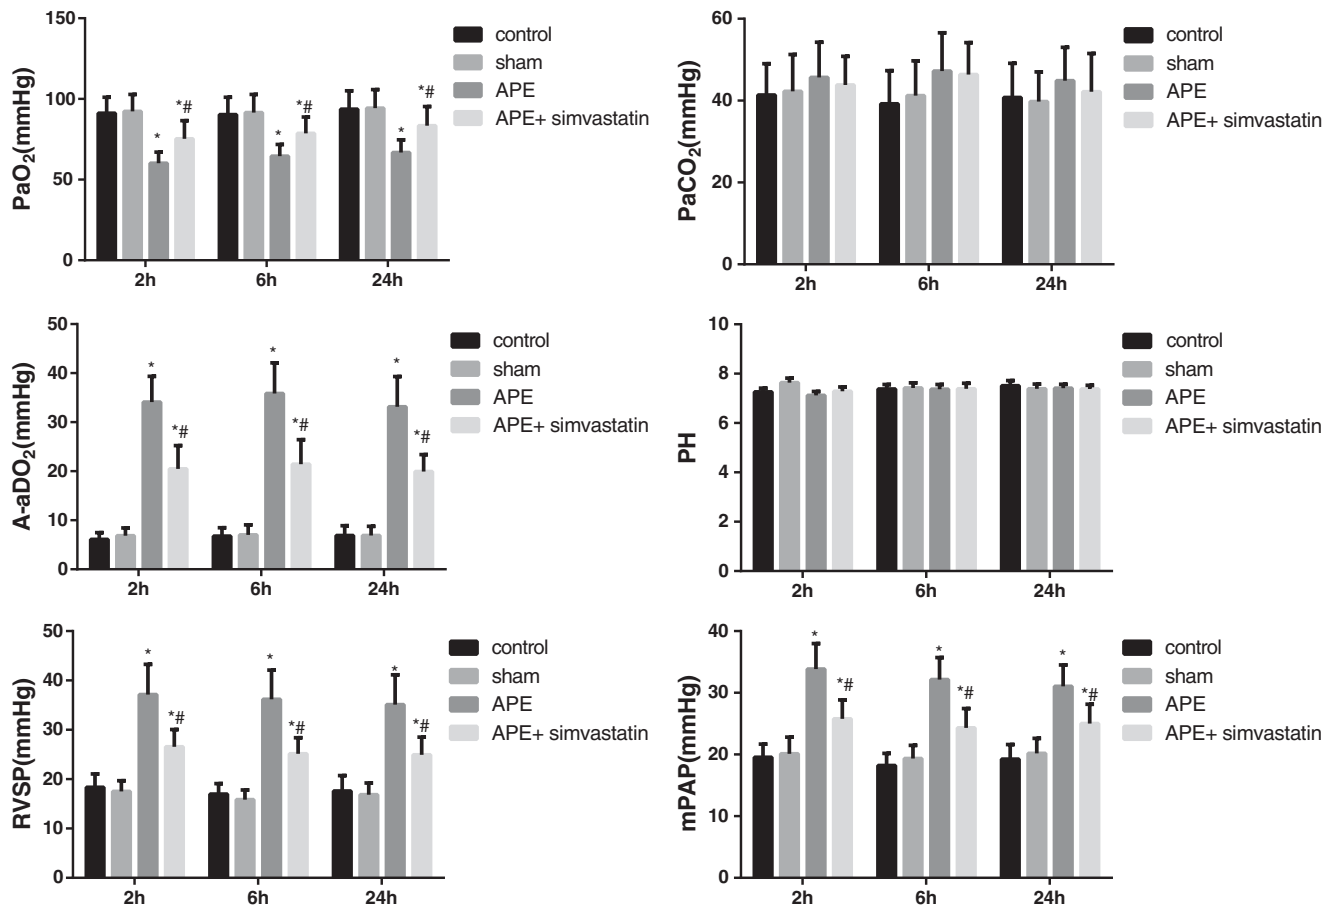 150
100
50
0
PaO2(mmHg)
*
*#
*
*#
*
*#
2h
6h
24h
control
sham
APE
APE+ simvastatin
60
40
20
0
PaCO2(mmHg)
2h
6h
24h
control
sham
APE
APE+ simvastatin
50
40
30
20
10
0
A-aDO2(mmHg)
*
*#
*
*#
*
*#
2h
6h
24h
control
sham
APE
APE+ simvastatin
10
8
6
4
2
0
PH
2h
6h
24h
control
sham
APE
APE+ simvastatin
50
40
30
20
10
0
RVSP(mmHg)
*
*#
*
*#
*
*#
2h
6h
24h
control
sham
APE
APE+ simvastatin
40
30
20
10
0
mPAP(mmHg)
*
*#
*
*#
*
*#
2h
6h
24h
control
sham
APE
APE+ simvastatin